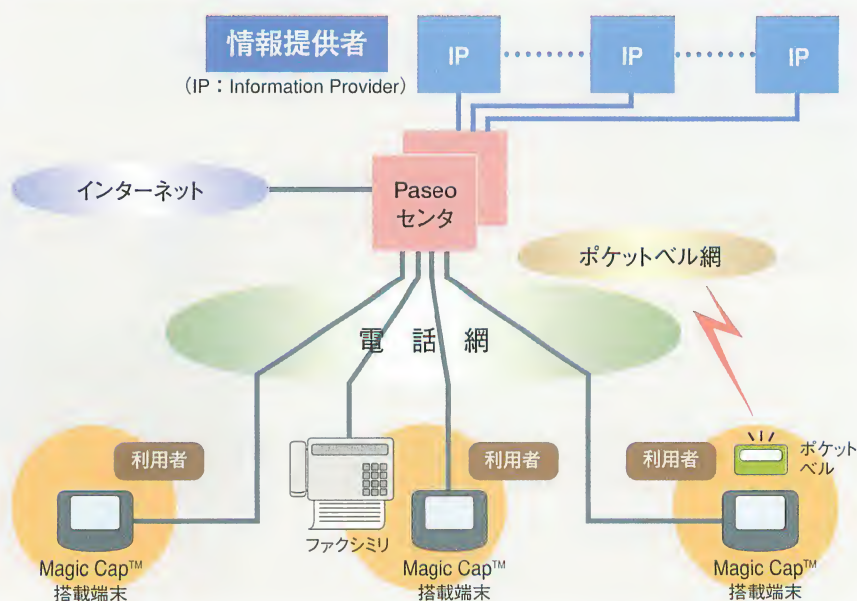 情報提供者
(IP：Information Provider)
IP
IP
IP
Paseo
センタ
インターネット
ポケットベル網
電話網
利用者
利用者
利用者
ポケット
ベル
ファクシミリ
Magic Cap™
搭載端末
Magic Cap™
搭載端末
Magic Cap™
搭載端末